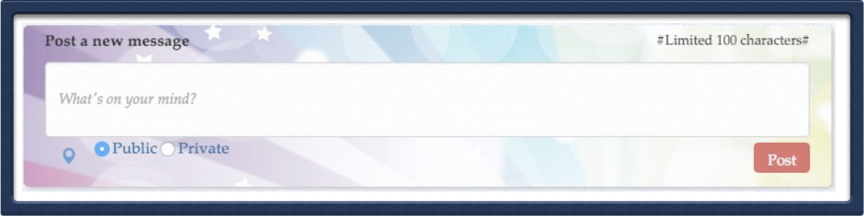 Post a new message #Limited 100 characters#
What's on your mind?
Public Private
Post